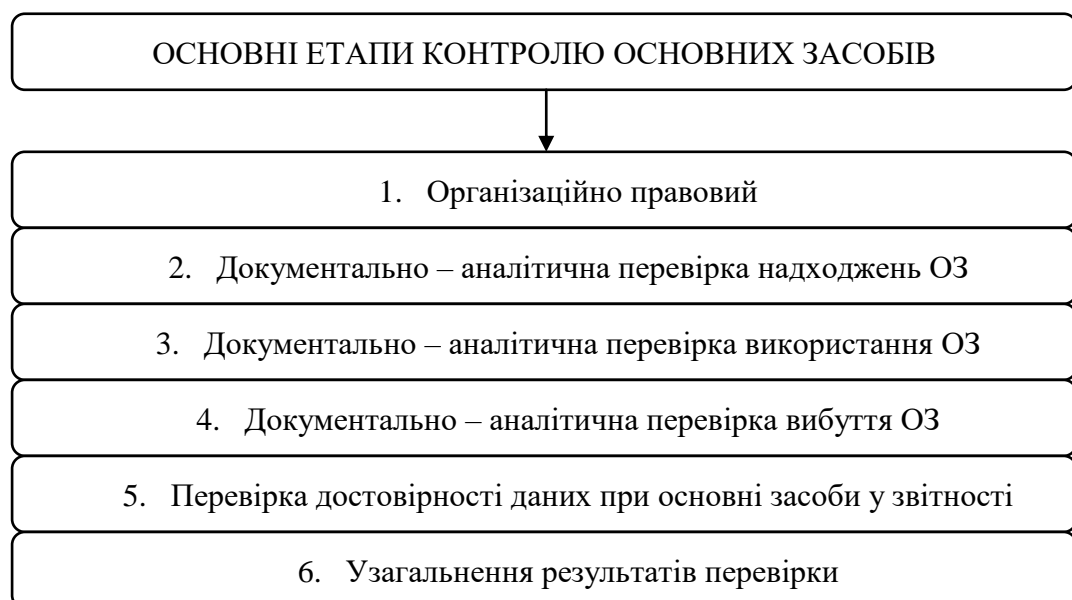 ОСНОВНІ ЕТАПИ КОНТРОЛЮ ОСНОВНИХ ЗАСОБІВ
1. Організаційно правовий
2. Документально – аналітична перевірка надходжень ОЗ
3. Документально – аналітична перевірка використання ОЗ
4. Документально – аналітична перевірка вибуття ОЗ
5. Перевірка достовірності даних при основні засоби у звітності
6. Узагальнення результатів перевірки